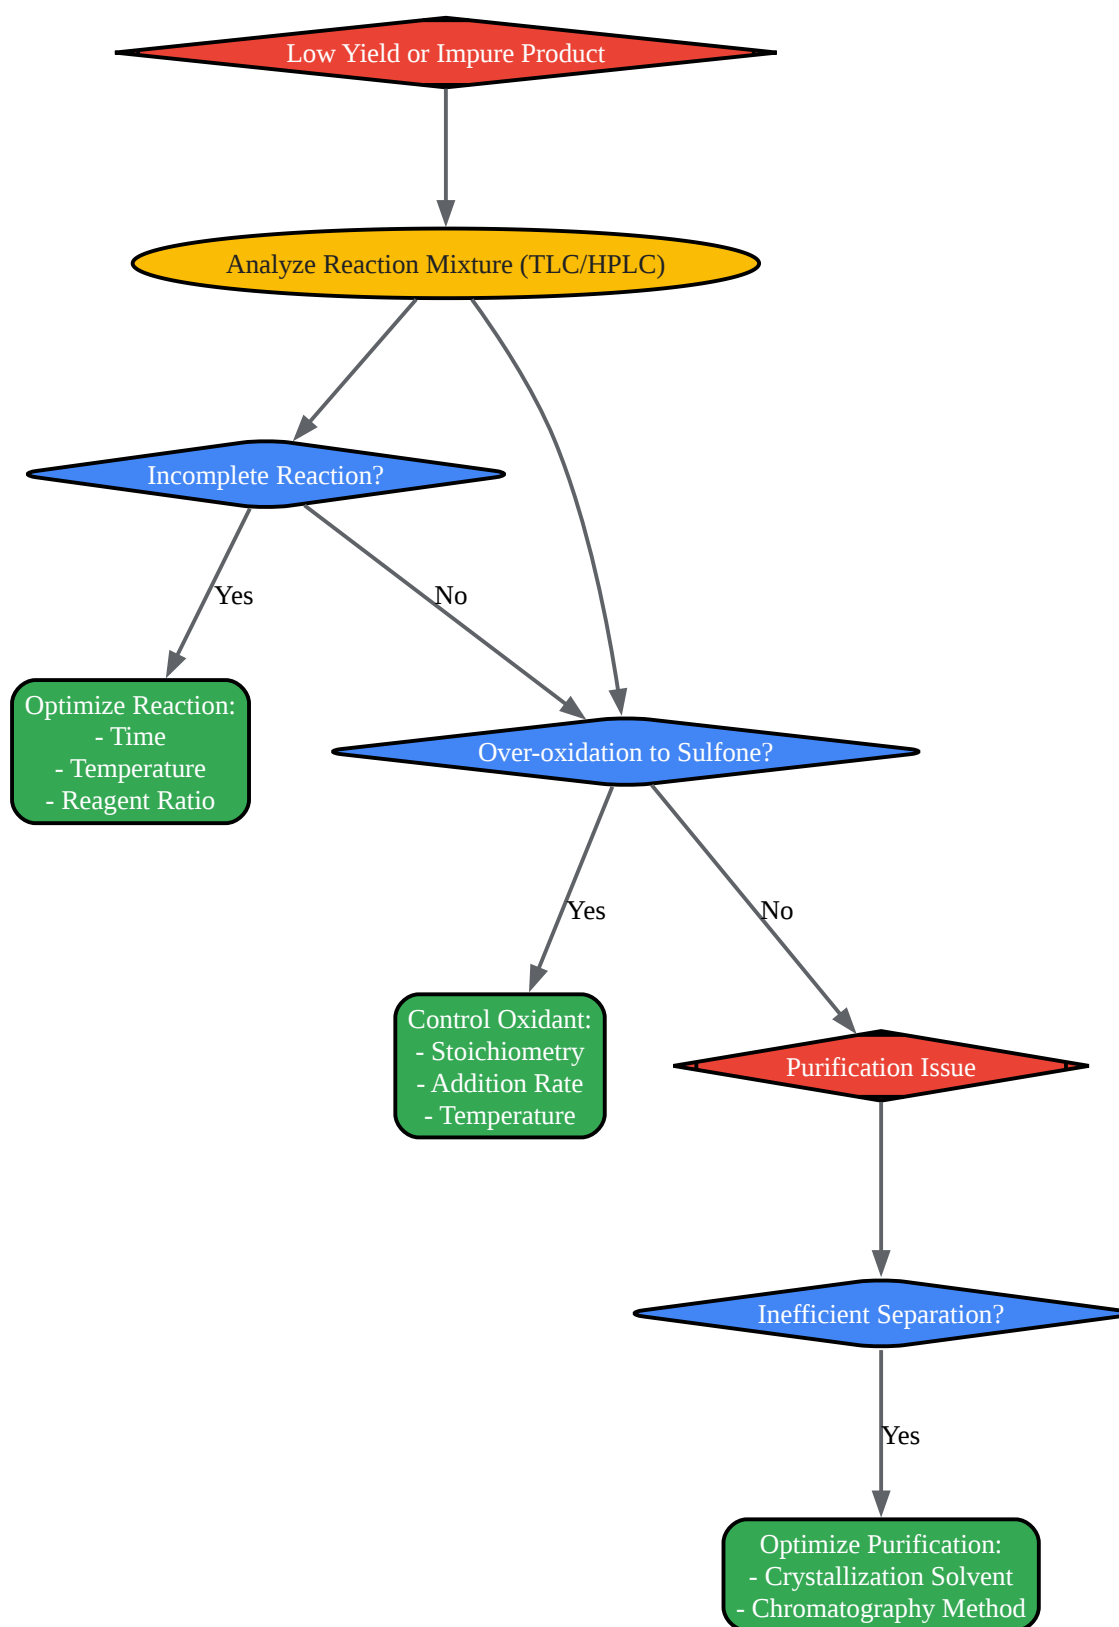 Low Yield or Impure Product
Analyze Reaction Mixture (TLC/HPLC)
Incomplete Reaction?
Yes
No
Optimize Reaction:
- Time
- Temperature
- Reagent Ratio
Over-oxidation to Sulfone?
Yes
No
Control Oxidant:
- Stoichiometry
- Addition Rate
- Temperature
Purification Issue
Inefficient Separation?
Yes
Optimize Purification:
- Crystallization Solvent
- Chromatography Method